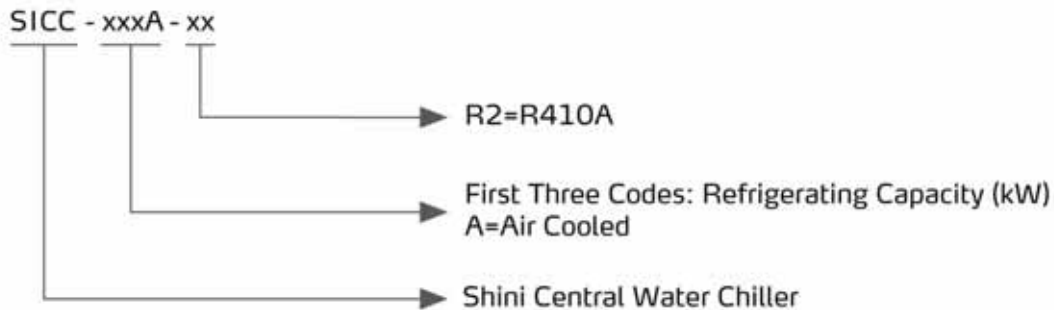 SICC - xxxA - xx
R2=R410A
First Three Codes: Refrigerating Capacity (kW)
A=Air Cooled
Shini Central Water Chiller